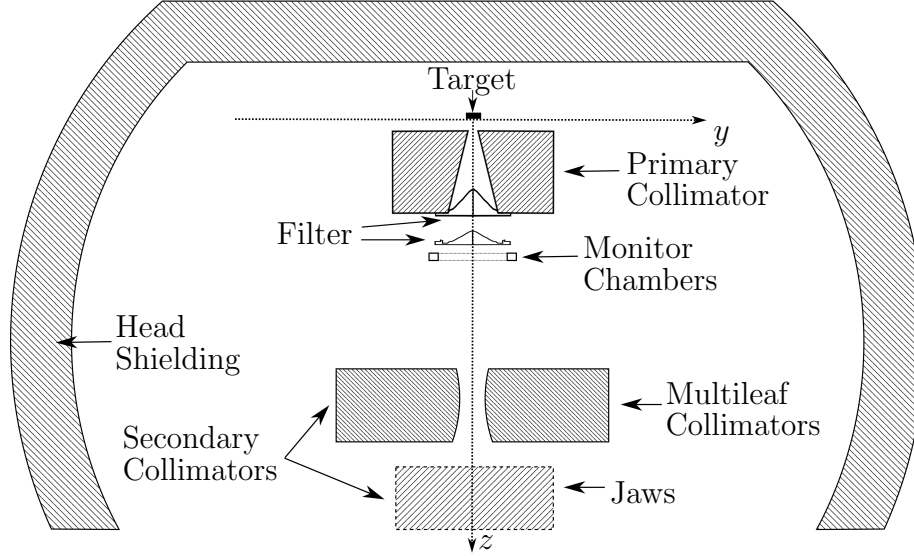 Target
y
Primary
Collimator
Filter
Monitor
Chambers
Head
Shielding
Multileaf
Collimators
Secondary
Collimators
Jaws
z